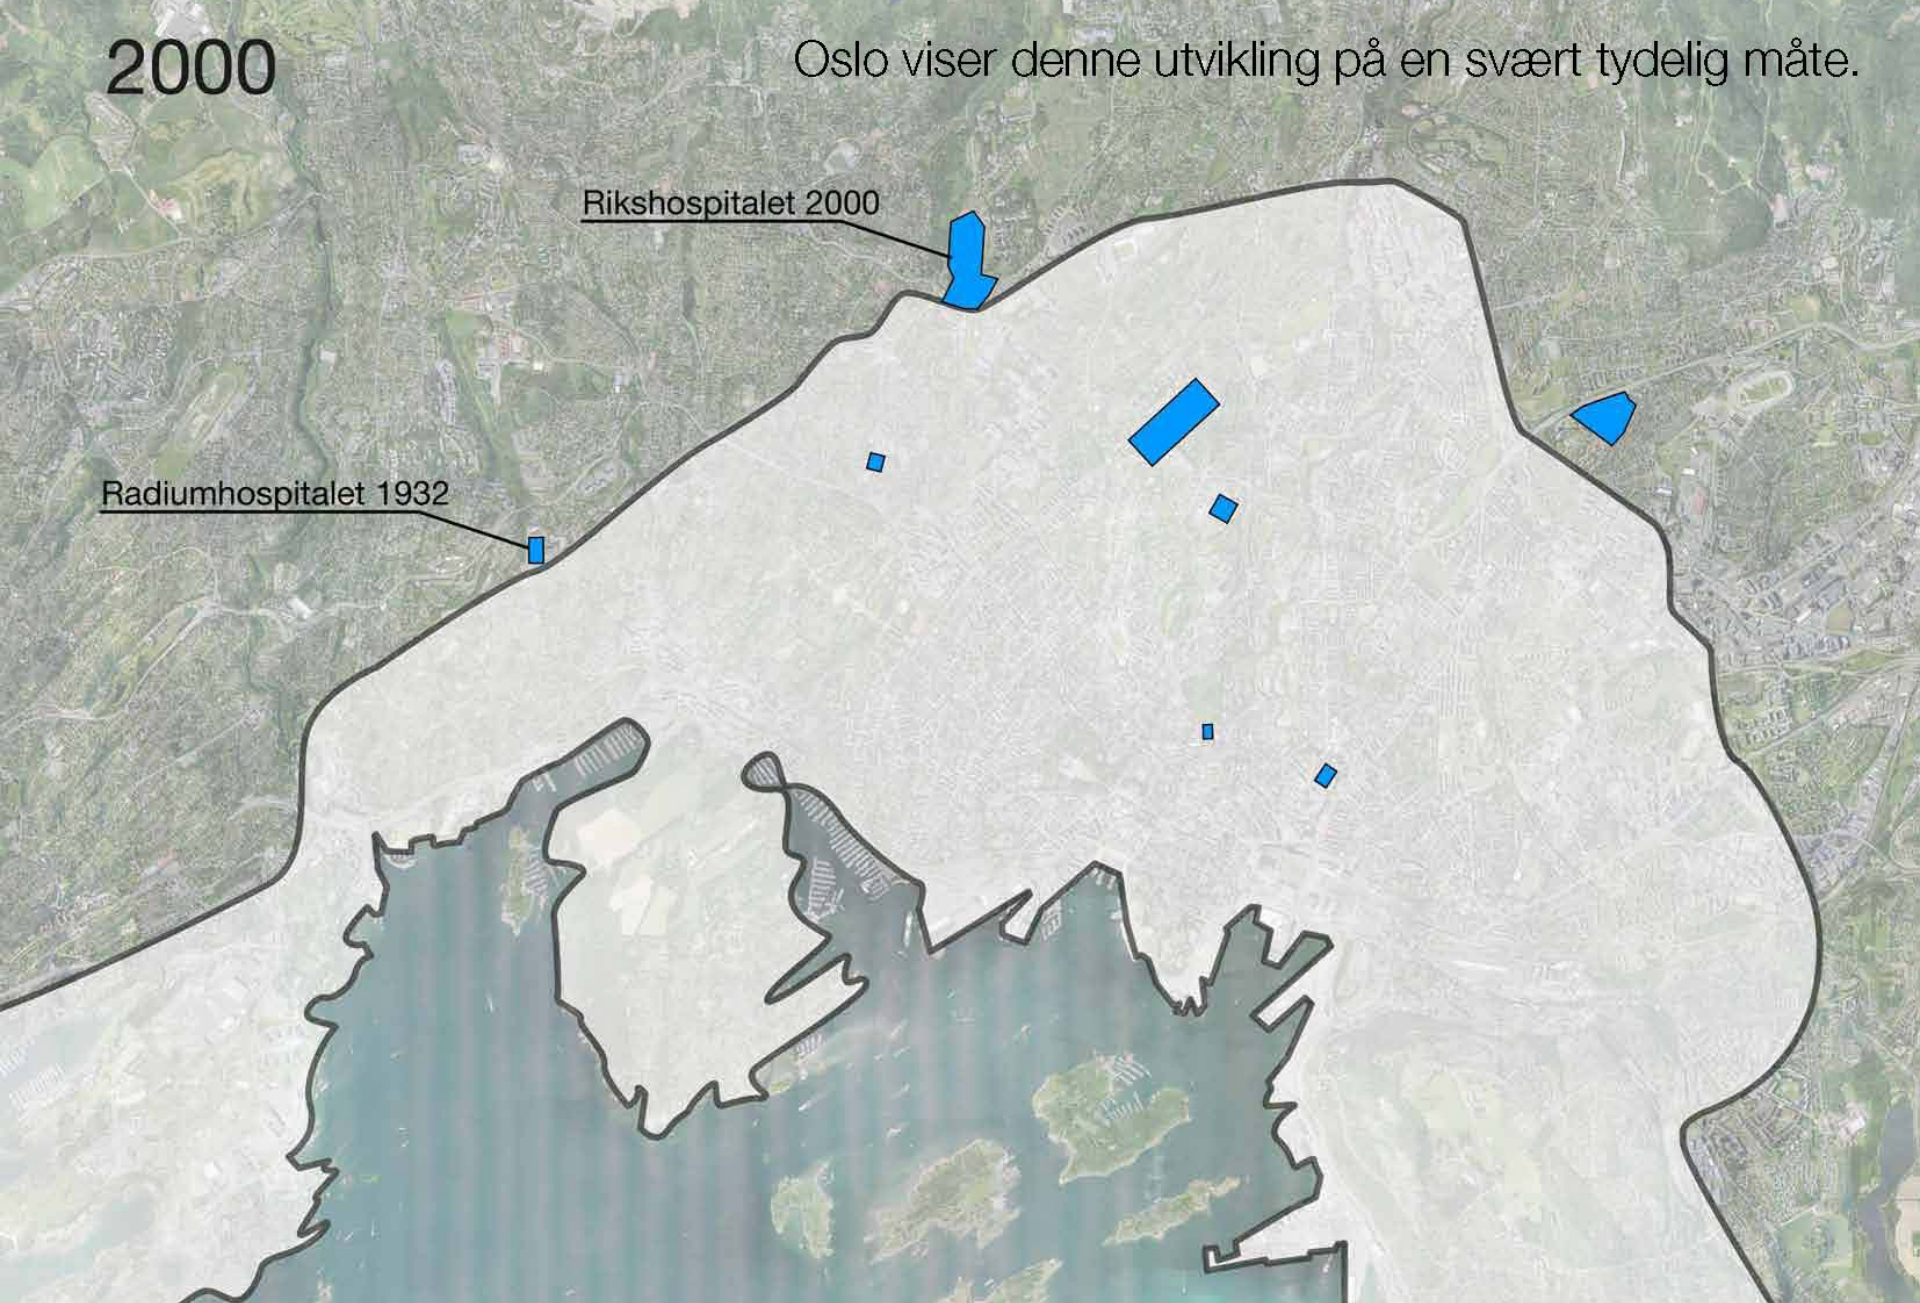 2000
Oslo viser denne utvikling på en svært tydelig måte.
Rikshospitalet 2000
Radiumhospitalet 1932